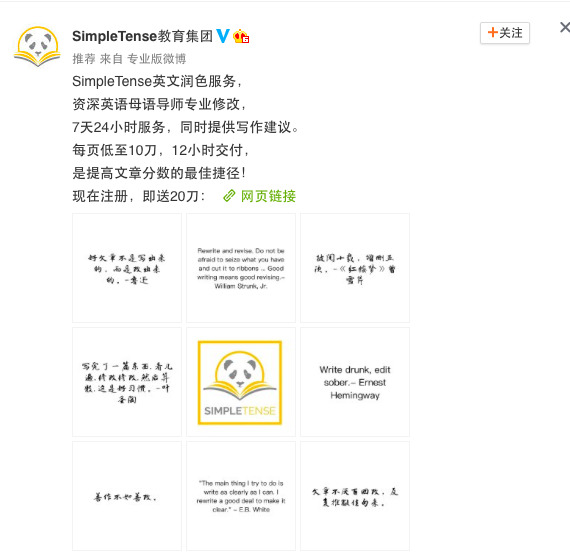 SimpleTense教育集团
+关注
推荐 来自 专业版微博
SimpleTense英文润色服务，
资深英语母语导师专业修改，
7天24小时服务，同时提供写作建议。
每页低至10刀，12小时交付，
是提高文章分数的最佳捷径！
现在注册，即送20刀： 网页链接
好文章不是写出来
的，而是改出来
的。-鲁迅
Rewrite and revise. Do not be
afraid to seize what you have
and cut it to ribbons ... Good
writing means good revising.–
William Strunk, Jr.
披阅十载，增删五
次。-《红楼梦》曹
雪芹
写完了一篇东西，看几
遍，修改修改，然后算
数，这是好习惯。-叶
圣陶
SIMPLETENSE
Write drunk, edit
sober.– Ernest
Hemingway
善作不如善改。
"The main thing I try to do is
write as clearly as I can. I
rewrite a good deal to make it
clear." – E.B. White
文章不厌百回改，反
复推敲佳句来。